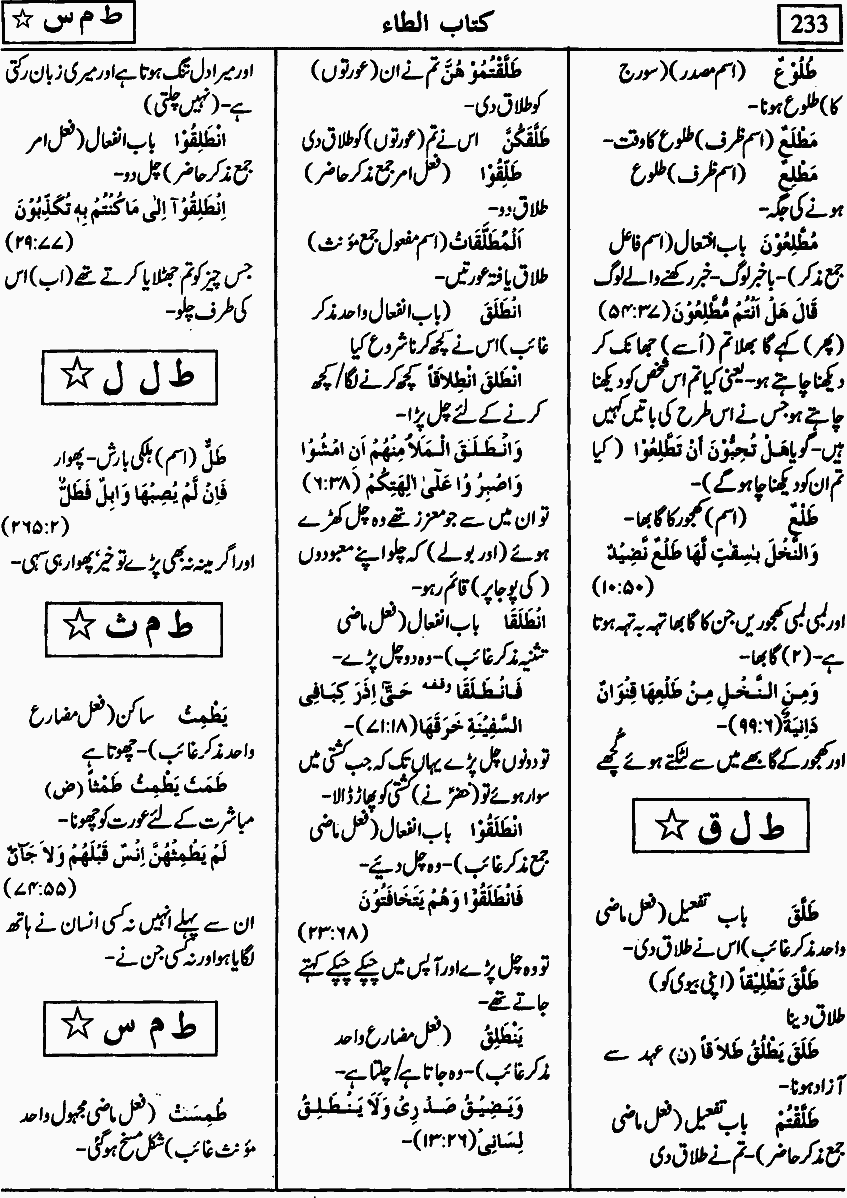 233
کتاب الطاء
ط م س ☆
طُلُوْعٌ (اسم مصدر) (سورج
کا) طلوع ہونا-
مَطْلَعٌ (اسم ظرف) طلوع کا وقت-
مَطْلِعٌ (اسم ظرف) طلوع
ہونے کی جگہ-
مُطَّلِعُوْنَ باب افتعال (اسم فاعل
جمع مذکر)-باخبر لوگ-خبر رکھنے والے لوگ
قَالَ هَلْ اَنْتُمْ مُّطَّلِعُوْنَ (۵۴:۳۷)
(پھر) کہے گا بھلا تم (اُسے) جھانک کر
دیکھنا چاہتے ہو-یعنی کیا تم اس شخص کو دیکھنا
چاہتے ہو جس نے اس طرح کی باتیں کہیں
ہیں-گویا هَلْ تُحِبُّوْنَ أَنْ تَطَّلِعُوْا (کیا
تم ان کو دیکھنا چاہو گے)-
طَلْعٌ (اسم) کھجور کا گابھا-
وَالنَّخْلَ بٰسِقٰتٍ لَّهَا طَلْعٌ نَّضِيْدٌ
(۱۰:۵۰)
اور لمبی لمبی کھجوریں جن کا گابھا تہہ بہ تہہ ہوتا
ہے-(۲) گابھا-
وَمِنَ النَّخْلِ مِنْ طَلْعِهَا قِنْوَانٌ
دَانِيَةٌ (۹۹:۶)-
اور کھجور کے گابھے میں سے لٹکتے ہوئے گُچھے
ط ل ق ☆
طَلَّقَ باب تفعیل (فعل ماضی
واحد مذکر غائب) اس نے طلاق دی-
طَلَّقَ تَطْلِيْقاً (اپنی بیوی کو)
طلاق دینا
طَلَقَ يَطْلُقُ طَلاَقاً (ن) عہد سے
آزاد ہونا-
طَلَّقْتُمْ باب تفعیل (فعل ماضی
جمع مذکر حاضر)-تم نے طلاق دی
طَلَّقْتُمُوْ هُنَّ تم نے ان (عورتوں)
کو طلاق دی-
طَلَّقَكُنَّ اس نے تم (عورتوں) کو طلاق دی
طَلِّقُوْا (فعل امر جمع مذکر حاضر)
طلاق دو-
اَلْمُطَلَّقَاتُ (اسم مفعول جمع مؤنث)
طلاق یافتہ عورتیں-
اِنْطَلَقَ (باب انفعال واحد مذکر
غائب) اس نے کچھ کرنا شروع کیا
اِنْطَلَقَ اِنْطِلاَقاً کچھ کرنے لگا/کچھ
کرنے کے لئے چل پڑا-
وَانْطَلَقَ الْمَلَأُ مِنْهُمْ اَنِ امْشُوْا
وَاصْبِرُ وْا عَلٰٓى اٰلِهَتِكُمْ (۶:۳۸)
تو ان میں سے جو معزز تھے وہ چل کھڑے
ہوئے (اور بولے) کہ چلو اپنے معبودوں
(کی پوجا پر) قائم رہو-
اِنْطَلَقَا باب انفعال (فعل ماضی
تثنیہ مذکر غائب)-وہ دو چل پڑے-
فَانْطَلَقَا وقفہ حَتّٰٓى اِذَا رَكِبَا فِى
السَّفِيْنَةِ خَرَقَهَا (۷۱:۱۸)-
تو دونوں چل پڑے یہاں تک کہ جب کشتی میں
سوار ہوئے تو (خضرؑ نے) کشتی کو پھاڑ ڈالا-
اِنْطَلَقُوْا باب انفعال (فعل ماضی
جمع مذکر غائب)-وہ چل دیئے-
فَانْطَلَقُوْا وَهُمْ يَتَخَافَتُوْنَ
(۲۳:۶۸)
تو وہ چل پڑے اور آپس میں چپکے چپکے کہتے
جاتے تھے-
يَنْطَلِقُ (فعل مضارع واحد
مذکر غائب)-وہ جاتا ہے/چلتا ہے-
وَيَضِيْقُ صَدْرِىْ وَلَا يَنْطَلِقُ
لِسَانِىْ (۱۳:۲۶)-
اور میرا دل تنگ ہوتا ہے اور میری زبان رکتی
ہے-(نہیں چلتی)
اِنْطَلِقُوْا باب انفعال (فعل امر
جمع مذکر حاضر) چل دو-
اِنْطَلِقُوْآ اِلٰى مَا كُنْتُمْ بِهٖ تُكَذِّبُوْنَ
(۲۹:۷۷)
جس چیز کو تم جھٹلایا کرتے تھے (اب) اس
کی طرف چلو-
ط ل ل ☆
طَلٌّ (اسم) ہلکی بارش-پھوار
فَاِنْ لَّمْ يُصِبْهَا وَابِلٌ فَطَلٌّ
(۲۶۵:۲)
اور اگر مینہ نہ بھی پڑے تو خیر پھوار ہی سہی-
ط م ث ☆
يَطْمِثْ ساکن (فعل مضارع
واحد مذکر غائب)-چھوتا ہے
طَمَثَ يَطْمِثُ طَمْثاً (ض)
مباشرت کے لئے عورت کو چھونا-
لَمْ يَطْمِثْهُنَّ اِنْسٌ قَبْلَهُمْ وَلاَ جَآنٌّ
(۷۴:۵۵)
ان سے پہلے انہیں نہ کسی انسان نے ہاتھ
لگایا ہو اور نہ کسی جن نے-
ط م س ☆
طُمِسَتْ (فعل ماضی مجہول واحد
مؤنث غائب) شکل مسخ ہوگئی-